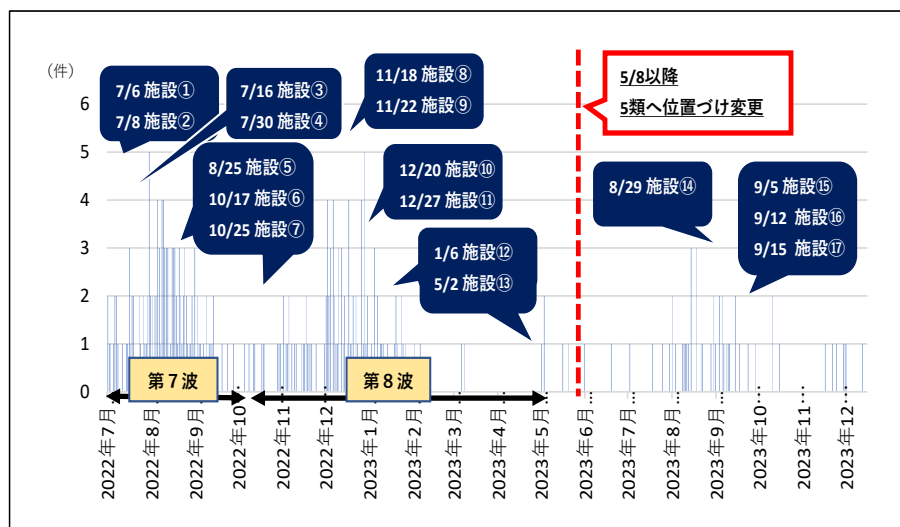 (件)
6
5
4
3
2
1
0
7/6 施設①
7/8 施設②
7/16 施設③
7/30 施設④
8/25 施設⑤
10/17 施設⑥
10/25 施設⑦
11/18 施設⑧
11/22 施設⑨
12/20 施設⑩
12/27 施設⑪
1/6 施設⑫
5/2 施設⑬
5/8以降
5類へ位置づけ変更
8/29 施設⑭
9/5 施設⑮
9/12 施設⑯
9/15 施設⑰
第7波
第8波
2022年7月
2022年8月
2022年9月
2022年10…
2022年11…
2022年12…
2023年1月
2023年2月
2023年3月
2023年4月
2023年5月
2023年6月
2023年7月
2023年8月
2023年9月
2023年10…
2023年11…
2023年12…